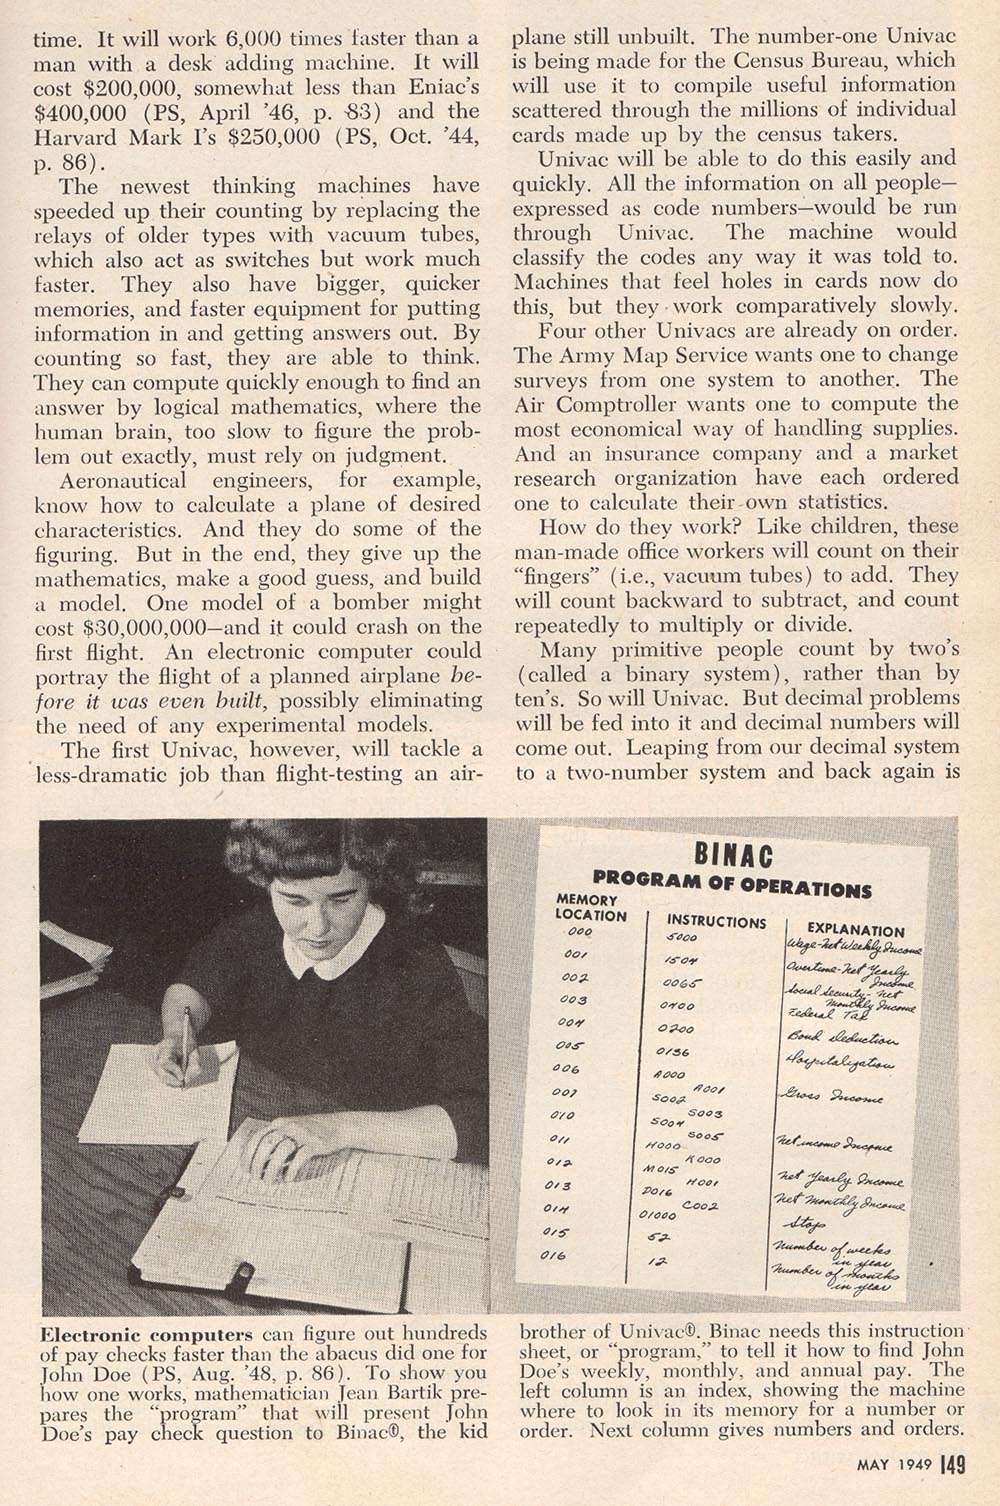 time. It will work 6,000 times faster than a
man with a desk adding machine. It will
cost $200,000, somewhat less than Eniac's
$400,000 (PS, April '46, p. 83) and the
Harvard Mark I's $250,000 (PS, Oct. '44,
p. 86).
The newest thinking machines have
speeded up their counting by replacing the
relays of older types with vacuum tubes,
which also act as switches but work much
faster. They also have bigger, quicker
memories, and faster equipment for putting
information in and getting answers out. By
counting so fast, they are able to think.
They can compute quickly enough to find an
answer by logical mathematics, where the
human brain, too slow to figure the prob-
lem out exactly, must rely on judgment.
Aeronautical engineers, for example,
know how to calculate a plane of desired
characteristics. And they do some of the
figuring. But in the end, they give up the
mathematics, make a good guess, and build
a model. One model of a bomber might
cost $30,000,000—and it could crash on the
first flight. An electronic computer could
portray the flight of a planned airplane be-
fore it was even built, possibly eliminating
the need of any experimental models.
The first Univac, however, will tackle a
less-dramatic job than flight-testing an air-
plane still unbuilt. The number-one Univac
is being made for the Census Bureau, which
will use it to compile useful information
scattered through the millions of individual
cards made up by the census takers.
Univac will be able to do this easily and
quickly. All the information on all people—
expressed as code numbers—would be run
through Univac. The machine would
classify the codes any way it was told to.
Machines that feel holes in cards now do
this, but they work comparatively slowly.
Four other Univacs are already on order.
The Army Map Service wants one to change
surveys from one system to another. The
Air Comptroller wants one to compute the
most economical way of handling supplies.
And an insurance company and a market
research organization have each ordered
one to calculate their own statistics.
How do they work? Like children, these
man-made office workers will count on their
"fingers" (i.e., vacuum tubes) to add. They
will count backward to subtract, and count
repeatedly to multiply or divide.
Many primitive people count by two's
(called a binary system), rather than by
ten's. So will Univac. But decimal problems
will be fed into it and decimal numbers will
come out. Leaping from our decimal system
to a two-number system and back again is
BINAC
PROGRAM OF OPERATIONS
MEMORY
LOCATION INSTRUCTIONS EXPLANATION
000 5000 Wage-Net Weekly Income
001 1504 Overtime-Net Yearly
Income
002 0065 Social Security-Net
Monthly Income
003 0400 Federal Tax
004 0200 Bond Deduction
005 0136 Hospitalization
006 A000
007 S002 A001 Gross Income
010 S004 S003
011 H000 S005 Net income Income
012 M015 K000
013 D016 H001 Net Yearly Income
014 01000 C002 Net Monthly Income
Stop
015 52 Number of weeks
in year
016 12 Number of months
in year
Electronic computers can figure out hundreds
of pay checks faster than the abacus did one for
John Doe (PS, Aug. '48, p. 86). To show you
how one works, mathematician Jean Bartik pre-
pares the "program" that will present John
Doe's pay check question to Binac®, the kid
brother of Univac®. Binac needs this instruction
sheet, or "program," to tell it how to find John
Doe's weekly, monthly, and annual pay. The
left column is an index, showing the machine
where to look in its memory for a number or
order. Next column gives numbers and orders.
MAY 1949 149